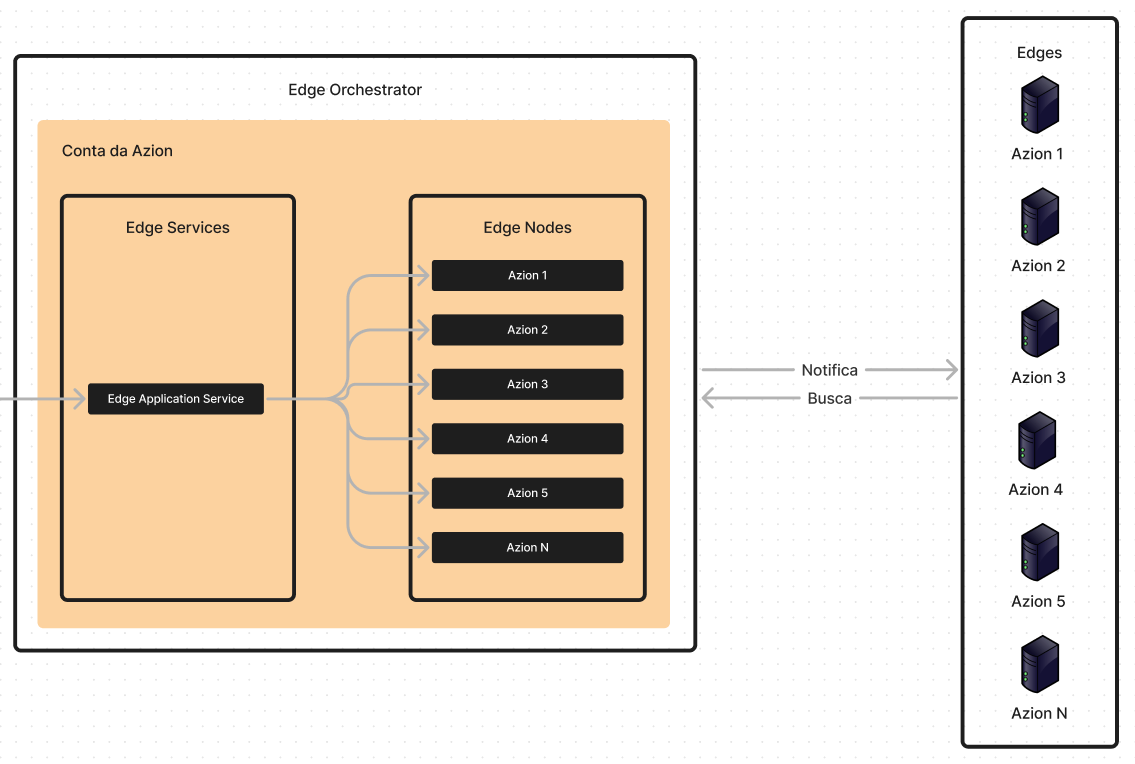 Edge Orchestrator
Conta da Azion
Edge Services
Edge Application Service
Edge Nodes
Azion 1
Azion 2
Azion 3
Azion 4
Azion 5
Azion N
Notifica
Busca
Edges
Azion 1
Azion 2
Azion 3
Azion 4
Azion 5
Azion N